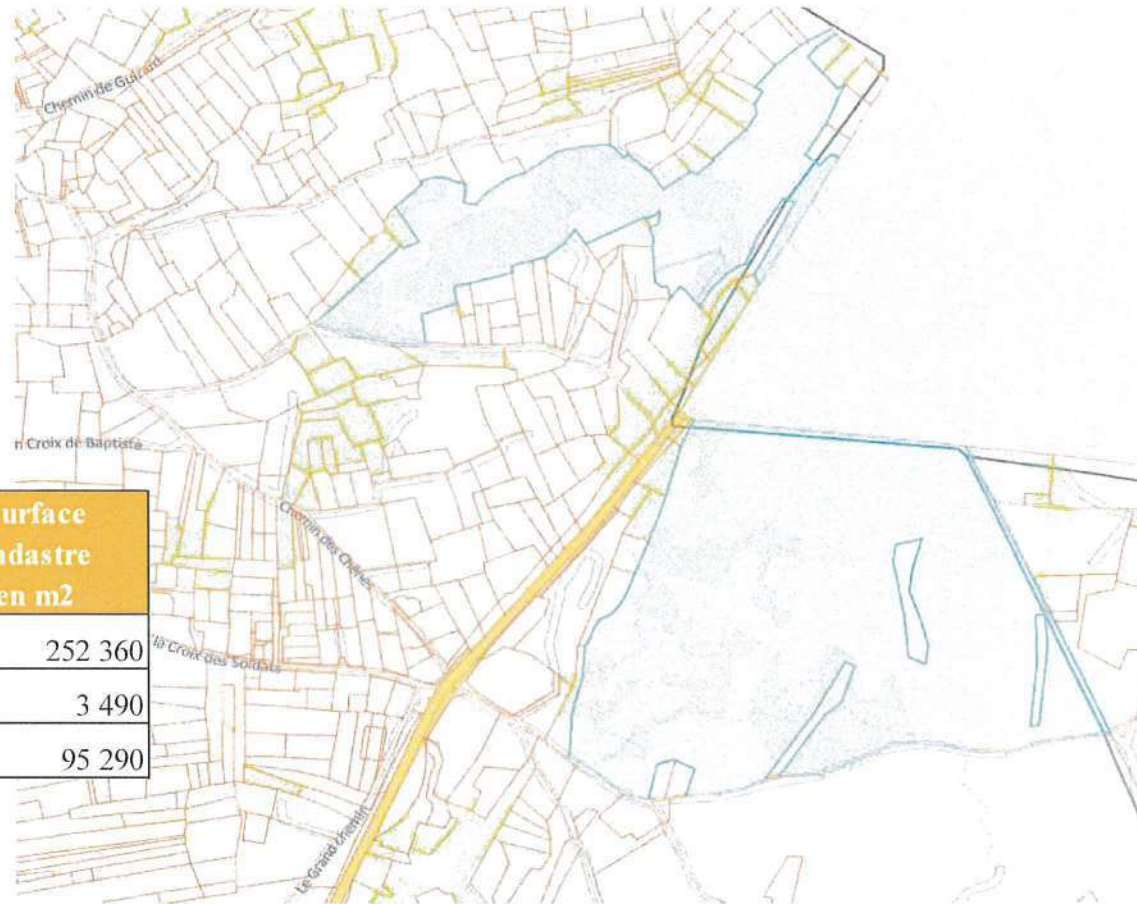 Chemin de Guirard
n Croix de Baptiste
Chemin des Chênes
la Croix des Soldats
Le Grand chemin
urface
adastre
en m2
252 360
3 490
95 290